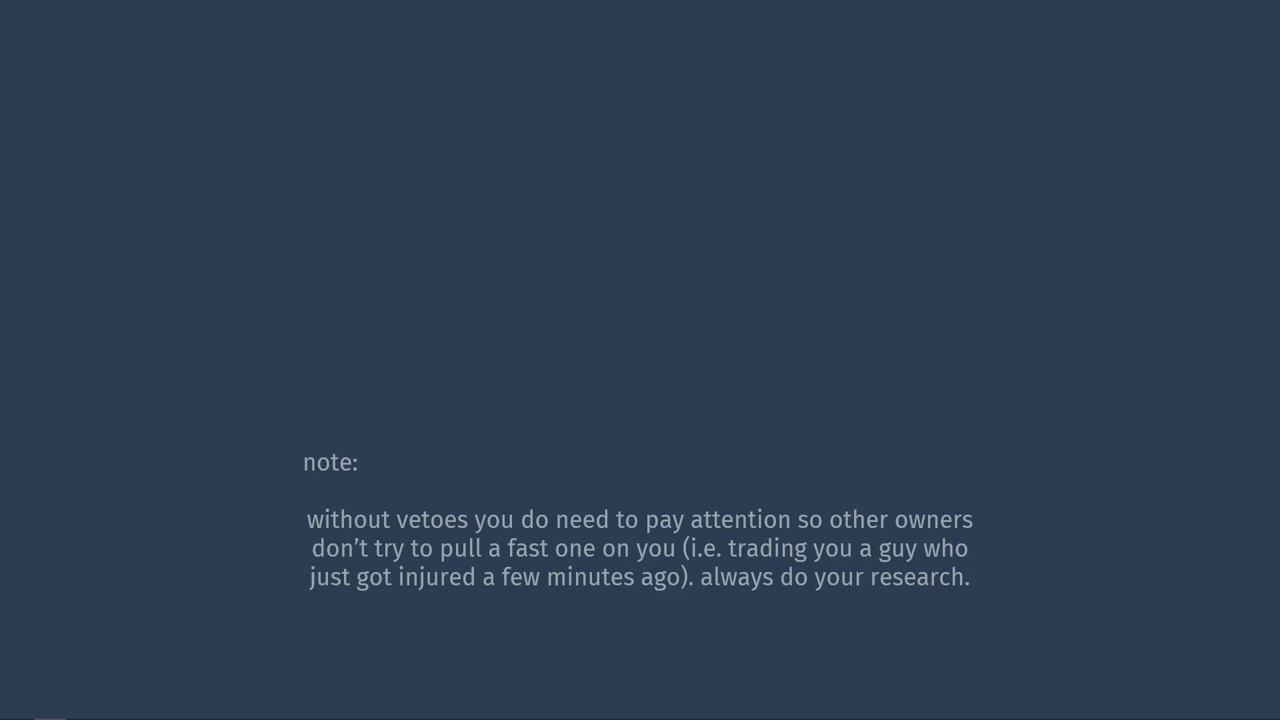 note:
without vetoes you do need to pay attention so other owners
don’t try to pull a fast one on you (i.e. trading you a guy who
just got injured a few minutes ago). always do your research.